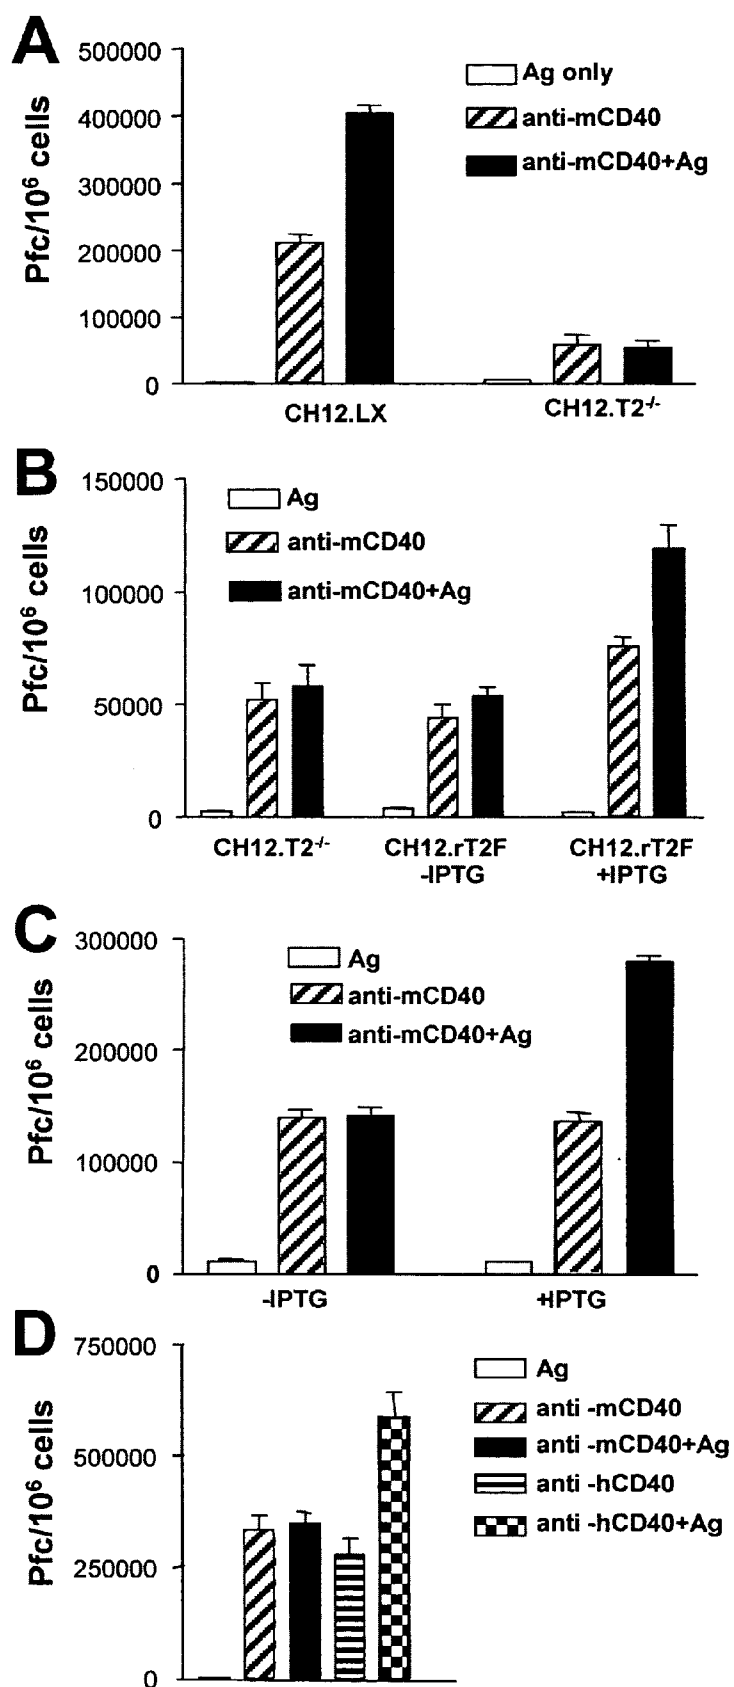 A
Pfc/10⁶ cells
500000
400000
300000
200000
100000
0
Ag only
anti-mCD40
anti-mCD40+Ag
CH12.LX
CH12.T2⁻/⁻
B
Pfc/10⁶ cells
150000
100000
50000
0
Ag
anti-mCD40
anti-mCD40+Ag
CH12.T2⁻/⁻
CH12.rT2F
-IPTG
CH12.rT2F
+IPTG
C
Pfc/10⁶ cells
300000
200000
100000
0
Ag
anti-mCD40
anti-mCD40+Ag
-IPTG
+IPTG
D
Pfc/10⁶ cells
750000
500000
250000
0
Ag
anti -mCD40
anti -mCD40+Ag
anti -hCD40
anti -hCD40+Ag